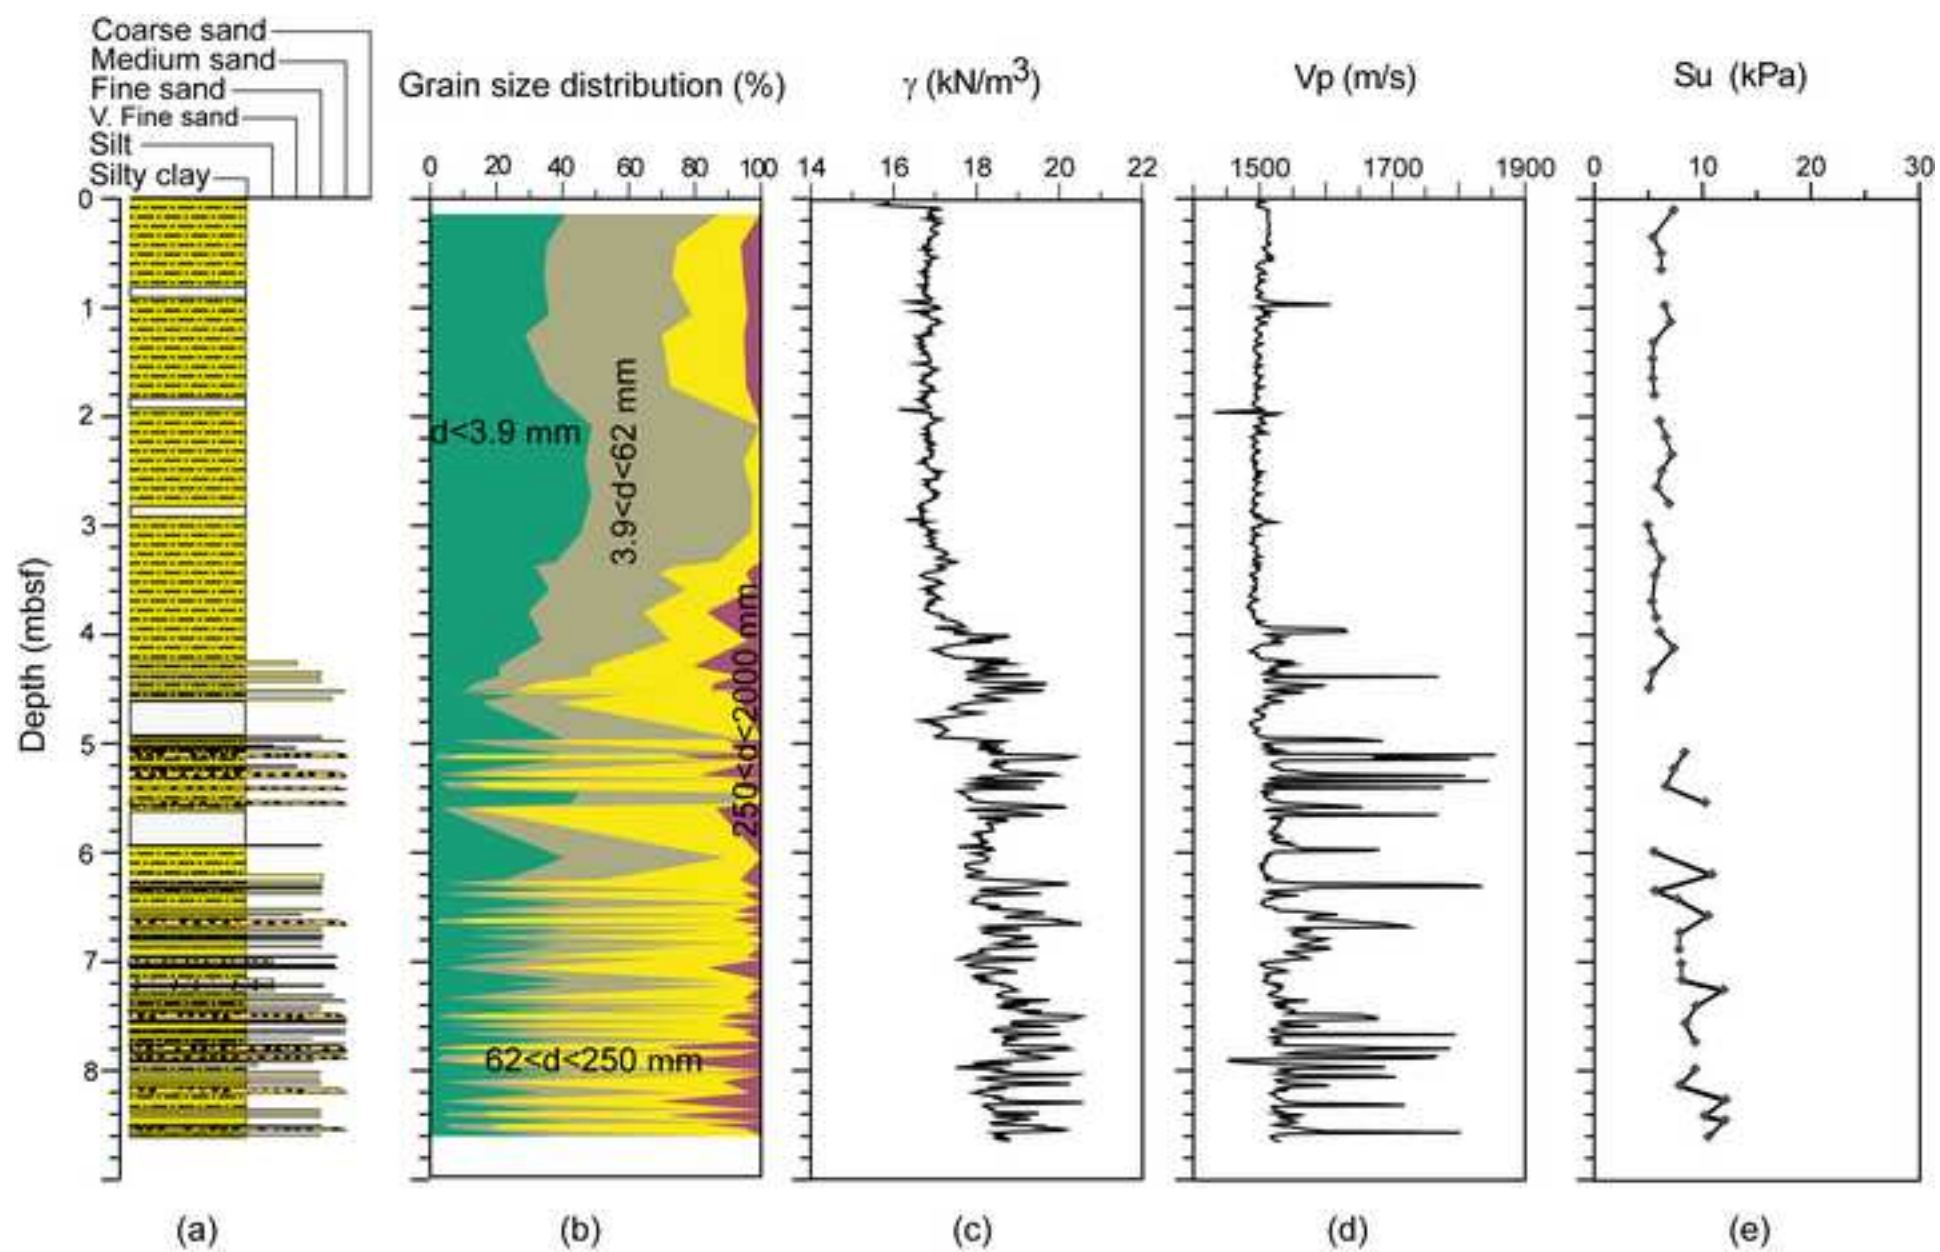 Coarse sand
Medium sand
Fine sand
V. Fine sand
Silt
Silty clay
Grain size distribution (%)
γ (kN/m³)
Vp (m/s)
Su (kPa)
0 20 40 60 80 100
14 16 18 20 22
1500 1700 1900
0 10 20 30
Depth (mbsf)
0
1
2
3
4
5
6
7
8
d<3.9 mm
3.9<d<62 mm
250<d<2000 mm
62<d<250 mm
(a)
(b)
(c)
(d)
(e)